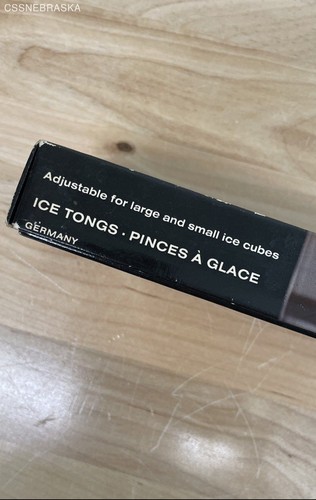 CSSNEBRASKA
Adjustable for large and small ice cubes
ICE TONGS · PINCES À GLACE
GERMANY